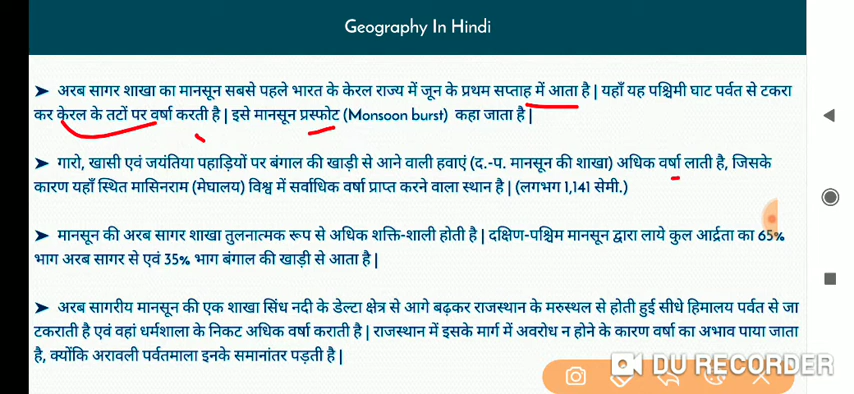 Geography In Hindi
➤ अरब सागर शाखा का मानसून सबसे पहले भारत के केरल राज्य में जून के प्रथम सप्ताह में आता है | यहाँ यह पश्चिमी घाट पर्वत से टकरा
कर केरल के तटों पर वर्षा करती है | इसे मानसून प्रस्फोट (Monsoon burst) कहा जाता है |
➤ गारो, खासी एवं जयंतिया पहाड़ियों पर बंगाल की खाड़ी से आने वाली हवाएं (द.-प. मानसून की शाखा) अधिक वर्षा लाती है, जिसके
कारण यहाँ स्थित मासिनराम (मेघालय) विश्व में सर्वाधिक वर्षा प्राप्त करने वाला स्थान है | (लगभग 1,141 सेमी.)
➤ मानसून की अरब सागर शाखा तुलनात्मक रूप से अधिक शक्ति-शाली होती है | दक्षिण-पश्चिम मानसून द्वारा लाये कुल आर्द्रता का 65%
भाग अरब सागर से एवं 35% भाग बंगाल की खाड़ी से आता है |
➤ अरब सागरीय मानसून की एक शाखा सिंध नदी के डेल्टा क्षेत्र से आगे बढ़कर राजस्थान के मरुस्थल से होती हुई सीधे हिमालय पर्वत से जा
टकराती है एवं वहां धर्मशाला के निकट अधिक वर्षा कराती है | राजस्थान में इसके मार्ग में अवरोध न होने के कारण वर्षा का अभाव पाया जाता
है, क्योंकि अरावली पर्वतमाला इनके समानांतर पड़ती है |
DU RECORDER